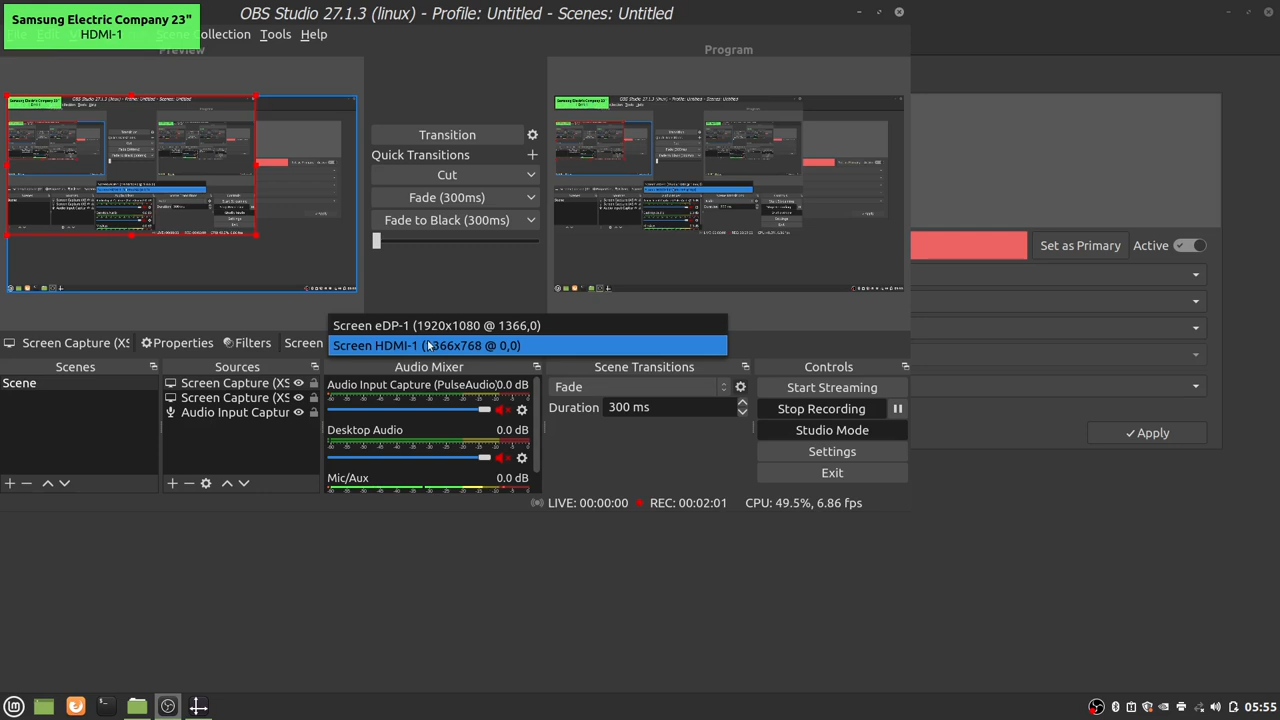 OBS Studio 27.1.3 (linux) - Profile: Untitled - Scenes: Untitled
Samsung Electric Company 23"
HDMI-1
File Edit Scene Collection Tools Help
Preview
Program
Transition
Quick Transitions
Cut
Fade (300ms)
Fade to Black (300ms)
Set as Primary Active
Screen eDP-1 (1920x1080 @ 1366,0)
Screen HDMI-1 (1366x768 @ 0,0)
Screen Capture (XS Properties Filters Screen
Scenes Sources Audio Mixer Scene Transitions Controls
Scene
Screen Capture (XS
Screen Capture (XS
Audio Input Captur
Audio Input Capture (PulseAudio) 0.0 dB
Desktop Audio 0.0 dB
Mic/Aux 0.0 dB
Fade
Duration 300 ms
Start Streaming
Stop Recording
Studio Mode
Settings
Exit
Apply
LIVE: 00:00:00 REC: 00:02:01 CPU: 49.5%, 6.86 fps
05:55